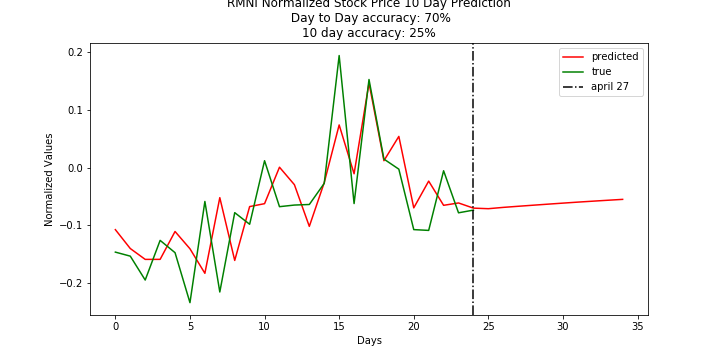 RMNI Normalized Stock Price 10 Day Prediction
Day to Day accuracy: 70%
10 day accuracy: 25%
predicted
true
april 27
Normalized Values
0.2
0.1
0.0
−0.1
−0.2
0
5
10
15
20
25
30
35
Days